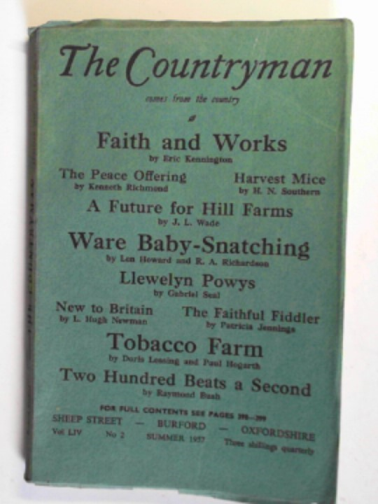 The Countryman
comes from the country
Faith and Works
by Eric Kennington
The Peace Offering Harvest Mice
by Kenneth Richmond by H. N. Southern
A Future for Hill Farms
by J. L. Wade
Ware Baby-Snatching
by Len Howard and R. A. Richardson
Llewelyn Powys
by Gabriel Seal
New to Britain The Faithful Fiddler
by L. Hugh Newman by Patricia Jennings
Tobacco Farm
by Doris Lessing and Paul Hogarth
Two Hundred Beats a Second
by Raymond Bush
FOR FULL CONTENTS SEE PAGES 398—399
SHEEP STREET — BURFORD — OXFORDSHIRE
Vol LIV No 2 SUMMER 1957 Three shillings quarterly